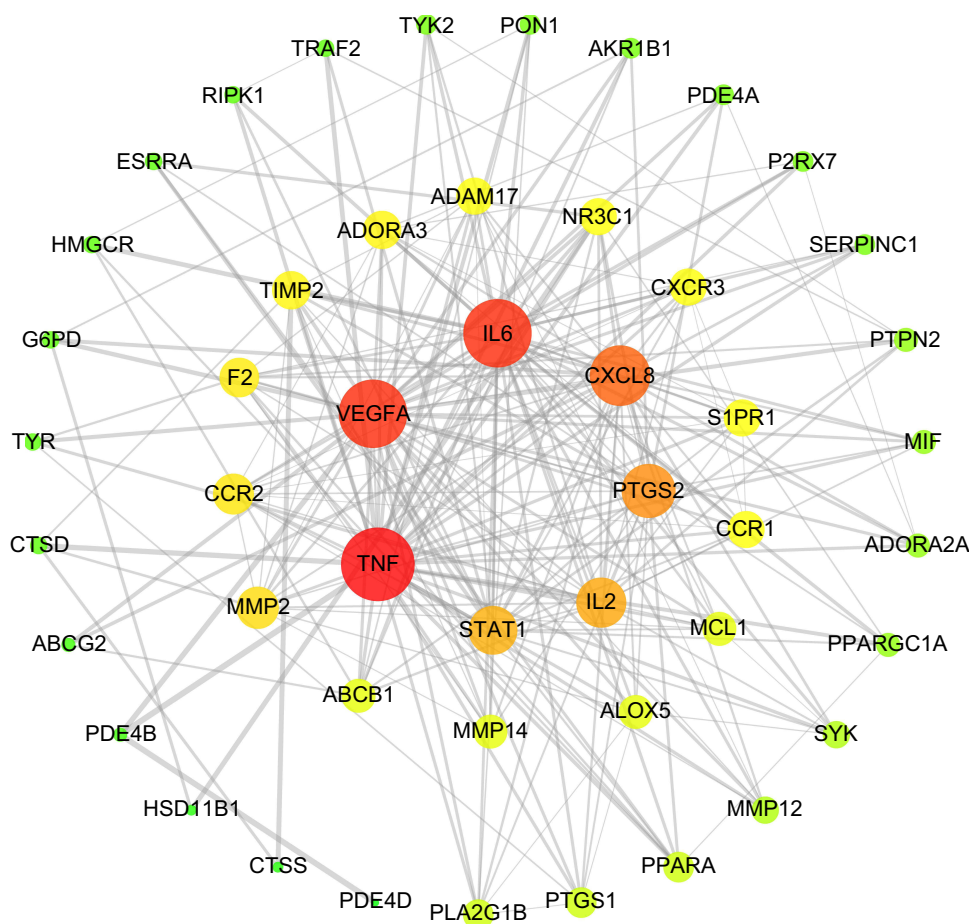 TYK2
PON1
TRAF2
AKR1B1
RIPK1
PDE4A
ESRRA
P2RX7
ADAM17
NR3C1
ADORA3
HMGCR
SERPINC1
TIMP2
CXCR3
IL6
G6PD
PTPN2
F2
CXCL8
VEGFA
S1PR1
TYR
MIF
CCR2
PTGS2
CCR1
CTSD
ADORA2A
TNF
MMP2
IL2
STAT1
MCL1
ABCG2
PPARGC1A
ABCB1
ALOX5
PDE4B
MMP14
SYK
HSD11B1
MMP12
CTSS
PPARA
PDE4D
PLA2G1B
PTGS1